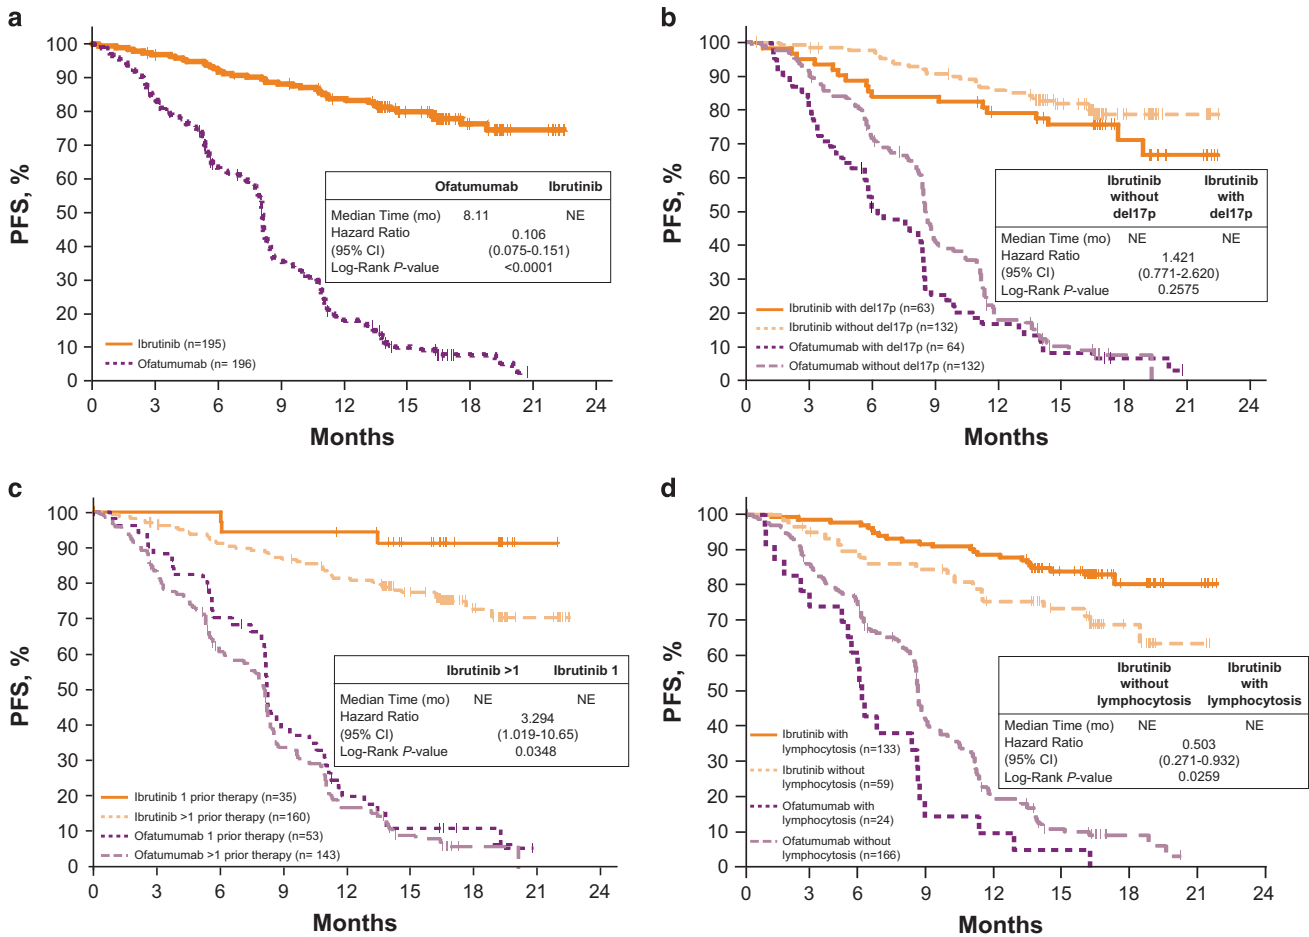 a
100
90
80
70
60
50
40
30
20
10
0
PFS, %
Ofatumumab Ibrutinib
Median Time (mo) 8.11 NE
Hazard Ratio 0.106
(95% CI) (0.075-0.151)
Log-Rank P-value <0.0001
Ibrutinib (n=195)
Ofatumumab (n= 196)
0 3 6 9 12 15 18 21 24
Months
b
100
90
80
70
60
50
40
30
20
10
0
PFS, %
Ibrutinib Ibrutinib
without with
del17p del17p
Median Time (mo) NE NE
Hazard Ratio 1.421
(95% CI) (0.771-2.620)
Log-Rank P-value 0.2575
Ibrutinib with del17p (n=63)
Ibrutinib without del17p (n=132)
Ofatumumab with del17p (n= 64)
Ofatumumab without del17p (n=132)
0 3 6 9 12 15 18 21 24
Months
c
100
90
80
70
60
50
40
30
20
10
0
PFS, %
Ibrutinib >1 Ibrutinib 1
Median Time (mo) NE NE
Hazard Ratio 3.294
(95% CI) (1.019-10.65)
Log-Rank P-value 0.0348
Ibrutinib 1 prior therapy (n=35)
Ibrutinib >1 prior therapy (n=160)
Ofatumumab 1 prior therapy (n=53)
Ofatumumab >1 prior therapy (n= 143)
0 3 6 9 12 15 18 21 24
Months
d
100
90
80
70
60
50
40
30
20
10
0
PFS, %
Ibrutinib Ibrutinib
without with
lymphocytosis lymphocytosis
Median Time (mo) NE NE
Hazard Ratio 0.503
(95% CI) (0.271-0.932)
Log-Rank P-value 0.0259
Ibrutinib with
lymphocytosis (n=133)
Ibrutinib without
lymphocytosis (n=59)
Ofatumumab with
lymphocytosis (n=24)
Ofatumumab without
lymphocytosis (n=166)
0 3 6 9 12 15 18 21 24
Months